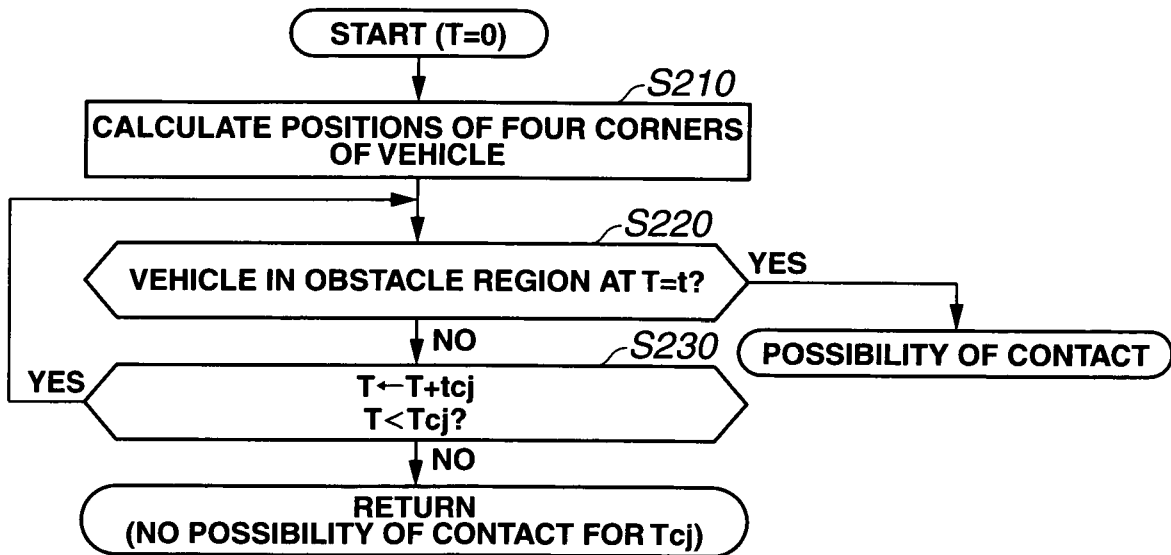 START (T=0)
S210
CALCULATE POSITIONS OF FOUR CORNERS
OF VEHICLE
S220
VEHICLE IN OBSTACLE REGION AT T=t?
YES
NO
POSSIBILITY OF CONTACT
S230
YES
T←T+tcj
T<Tcj?
NO
RETURN
(NO POSSIBILITY OF CONTACT FOR Tcj)